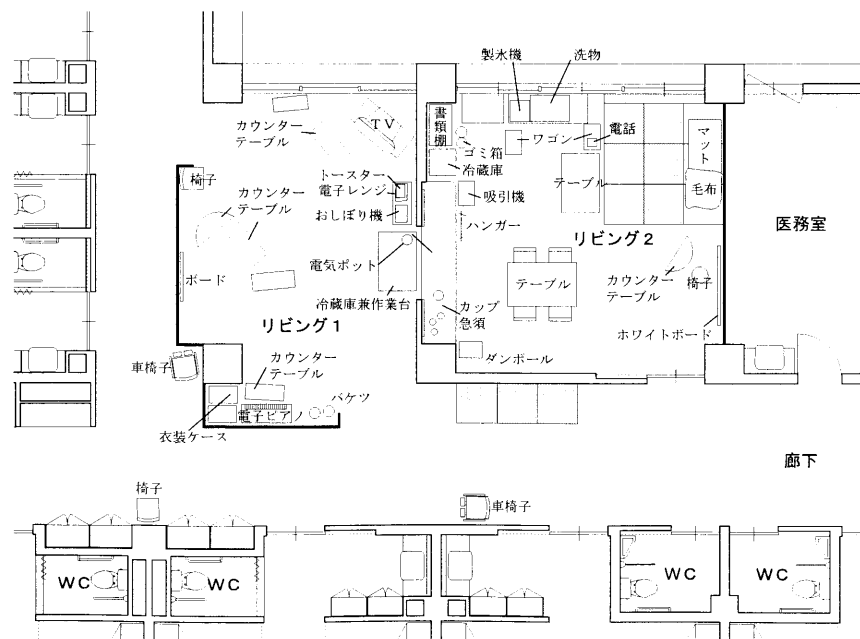 製氷機
洗物
カウンター
テーブル
TV
書類棚
ゴミ箱
冷蔵庫
ワゴン
電話
マット
毛布
椅子
トースター
電子レンジ
おしぼり機
カウンター
テーブル
吸引機
テーブル
ハンガー
リビング2
医務室
ボード
電気ポット
冷蔵庫兼作業台
リビング1
カップ
急須
テーブル
カウンター
テーブル
椅子
ホワイトボード
ダンボール
車椅子
カウンター
テーブル
バケツ
電子ピアノ
衣装ケース
廊下
椅子
車椅子
WC
WC
WC
WC